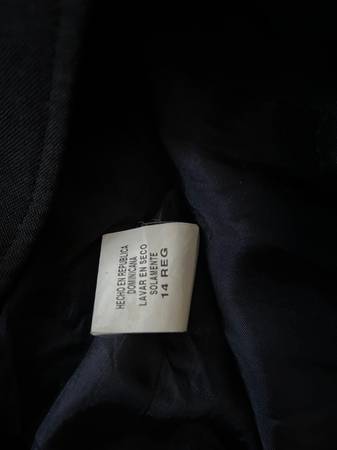 HECHO EN REPUBLICA
DOMINICANA
LAVAR EN SECO
SOLAMENTE
14 REG